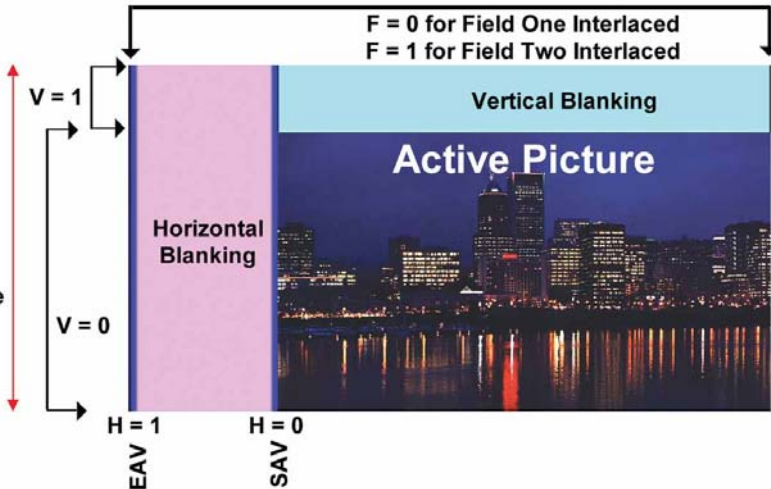 F = 0 for Field One Interlaced
F = 1 for Field Two Interlaced
V = 1
Vertical Blanking
Active Picture
Horizontal
Blanking
e
V = 0
H = 1
H = 0
EAV
SAV